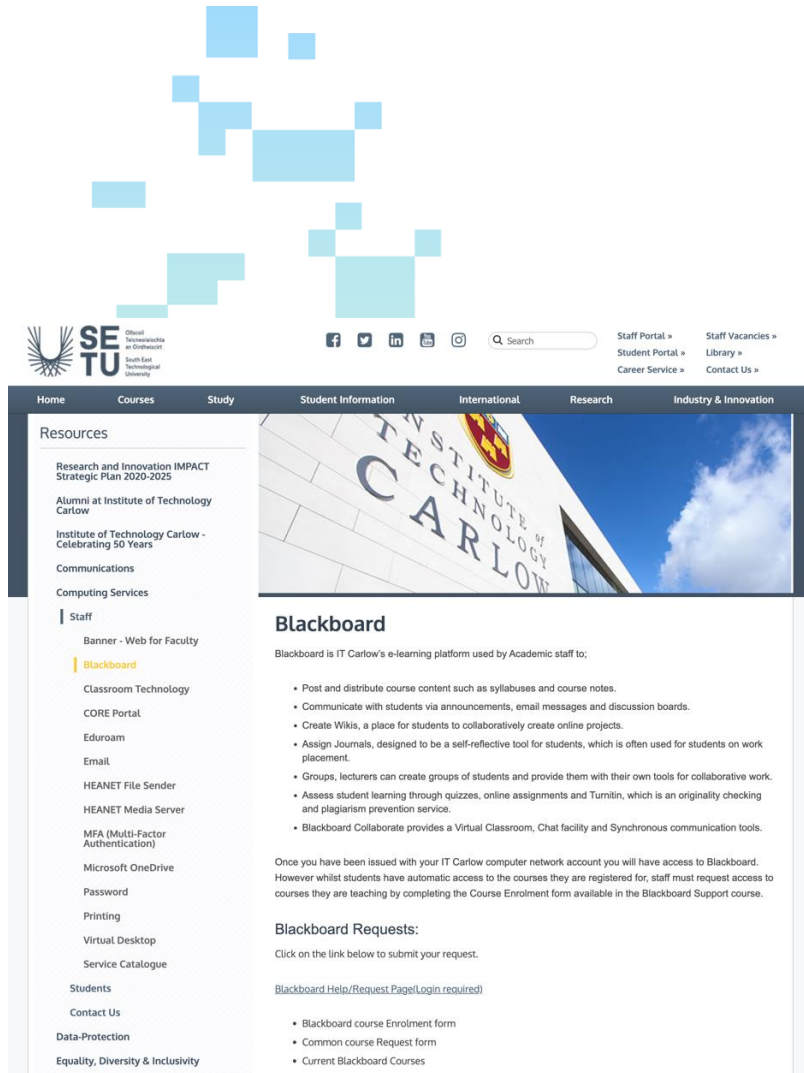 SE
TU
Ollscoil
Teicneolaíochta
an Oirdheiscirt
South East
Technological
University
Search
Staff Portal »
Student Portal »
Career Service »
Staff Vacancies »
Library »
Contact Us »
Home Courses Study Student Information International Research Industry & Innovation
Resources
Research and Innovation IMPACT
Strategic Plan 2020-2025
Alumni at Institute of Technology
Carlow
Institute of Technology Carlow -
Celebrating 50 Years
Communications
Computing Services
Staff
Banner - Web for Faculty
Blackboard
Classroom Technology
CORE Portal
Eduroam
Email
HEANET File Sender
HEANET Media Server
MFA (Multi-Factor
Authentication)
Microsoft OneDrive
Password
Printing
Virtual Desktop
Service Catalogue
Students
Contact Us
Data-Protection
Equality, Diversity & Inclusivity
INSTITUTE of
TECHNOLOGY
CARLOW
Blackboard
Blackboard is IT Carlow's e-learning platform used by Academic staff to;
• Post and distribute course content such as syllabuses and course notes.
• Communicate with students via announcements, email messages and discussion boards.
• Create Wikis, a place for students to collaboratively create online projects.
• Assign Journals, designed to be a self-reflective tool for students, which is often used for students on work
placement.
• Groups, lecturers can create groups of students and provide them with their own tools for collaborative work.
• Assess student learning through quizzes, online assignments and Turnitin, which is an originality checking
and plagiarism prevention service.
• Blackboard Collaborate provides a Virtual Classroom, Chat facility and Synchronous communication tools.
Once you have been issued with your IT Carlow computer network account you will have access to Blackboard.
However whilst students have automatic access to the courses they are registered for, staff must request access to
courses they are teaching by completing the Course Enrolment form available in the Blackboard Support course.
Blackboard Requests:
Click on the link below to submit your request.
Blackboard Help/Request Page(Login required)
• Blackboard course Enrolment form
• Common course Request form
• Current Blackboard Courses